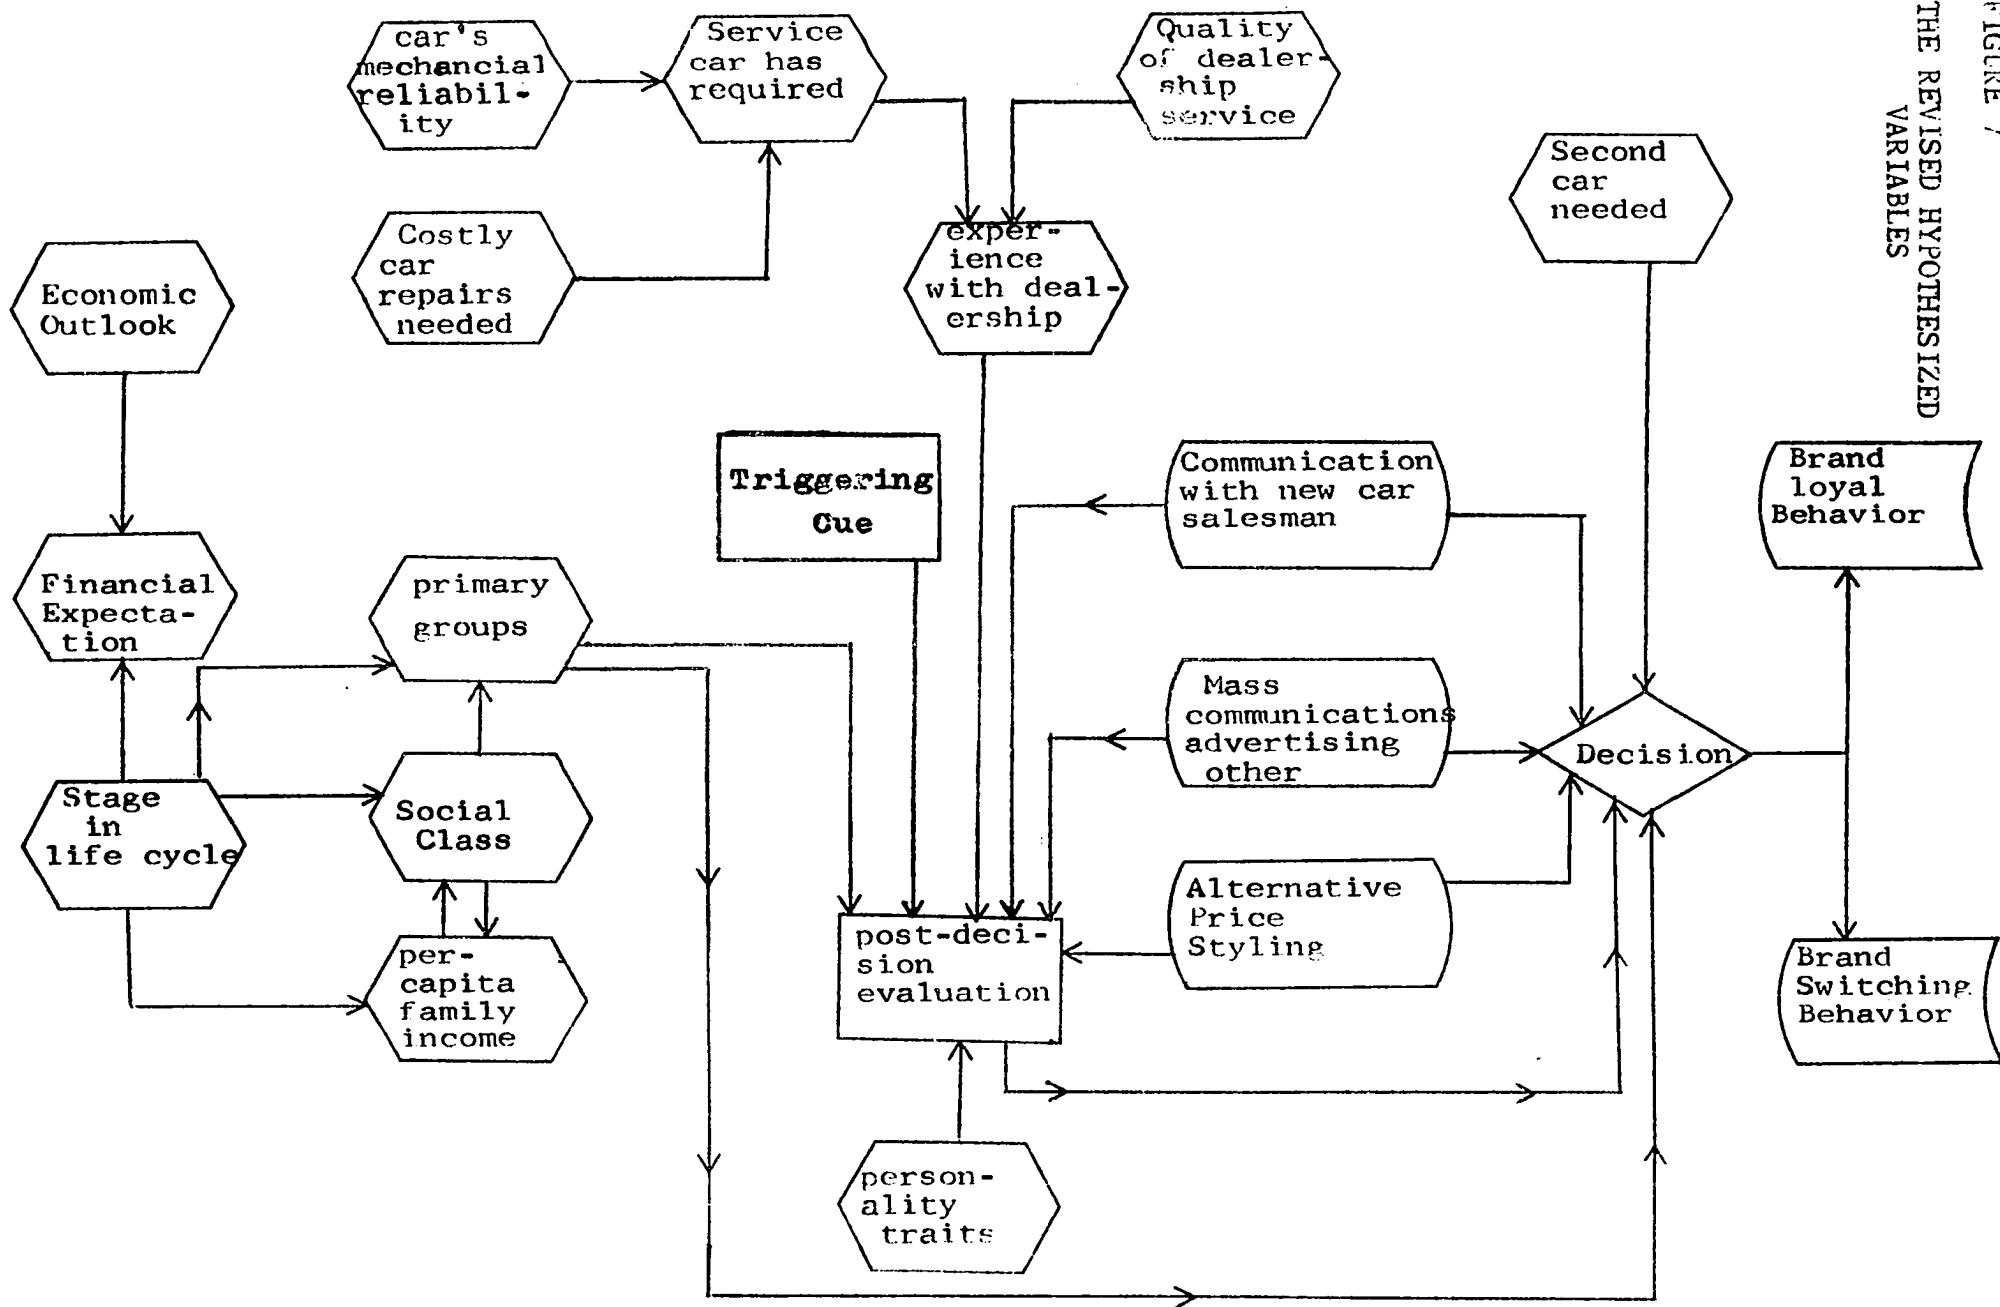 FIGURE 7
THE REVISED HYPOTHESIZED
VARIABLES
car's
mechancial
reliabil-
ity
Service
car has
required
Quality
of dealer-
ship
service
Second
car
needed
Costly
car
repairs
needed
exper-
ience
with deal-
ership
Economic
Outlook
Triggering
Cue
Communication
with new car
salesman
Brand
loyal
Behavior
Financial
Expecta-
tion
primary
groups
Mass
communications
advertising
other
Decision
Stage
in
life cycle
Social
Class
Alternative
Price
Styling
per-
capita
family
income
post-deci-
sion
evaluation
Brand
Switching
Behavior
person-
ality
traits